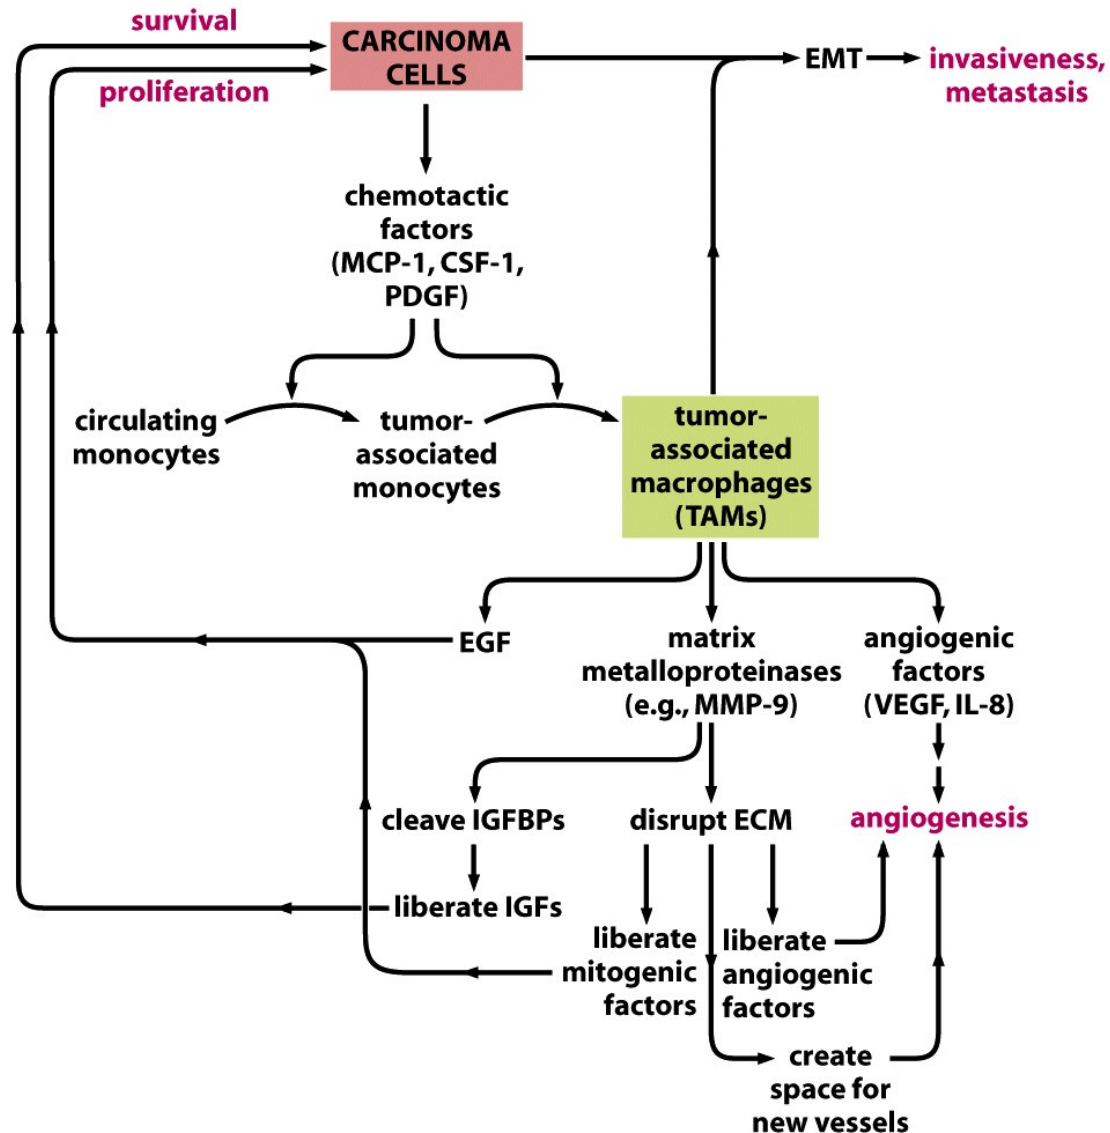 survival
proliferation
CARCINOMA
CELLS
EMT
invasiveness,
metastasis
chemotactic
factors
(MCP-1, CSF-1,
PDGF)
circulating
monocytes
tumor-
associated
monocytes
tumor-
associated
macrophages
(TAMs)
EGF
matrix
metalloproteinases
(e.g., MMP-9)
angiogenic
factors
(VEGF, IL-8)
cleave IGFBPs
disrupt ECM
angiogenesis
liberate IGFs
liberate
mitogenic
factors
liberate
angiogenic
factors
create
space for
new vessels